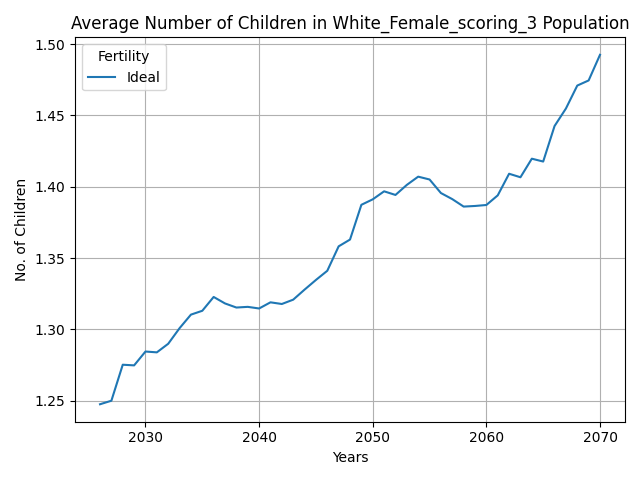 Average Number of Children in White_Female_scoring_3 Population
Fertility
Ideal
No. of Children
1.50
1.45
1.40
1.35
1.30
1.25
2030 2040 2050 2060 2070
Years